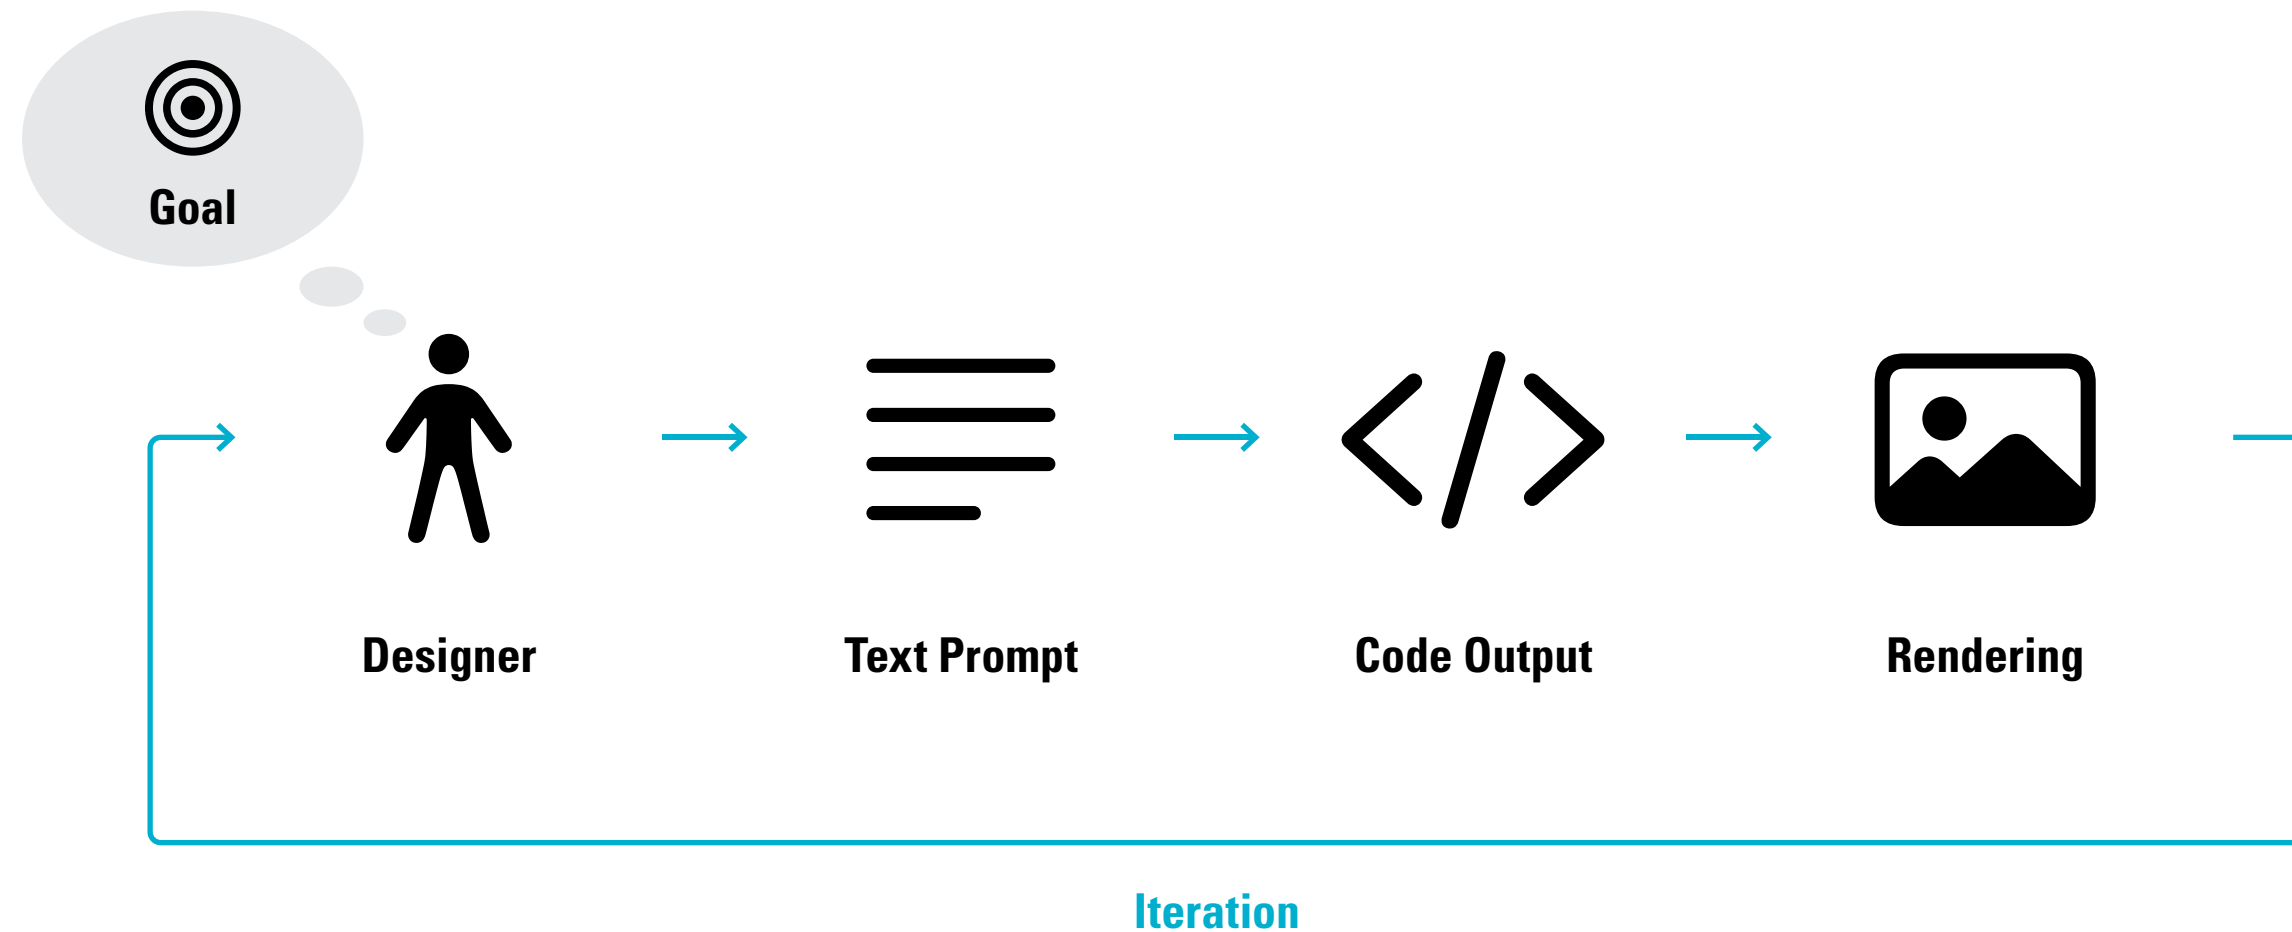 Goal
Designer
Text Prompt
Code Output
Rendering
Iteration